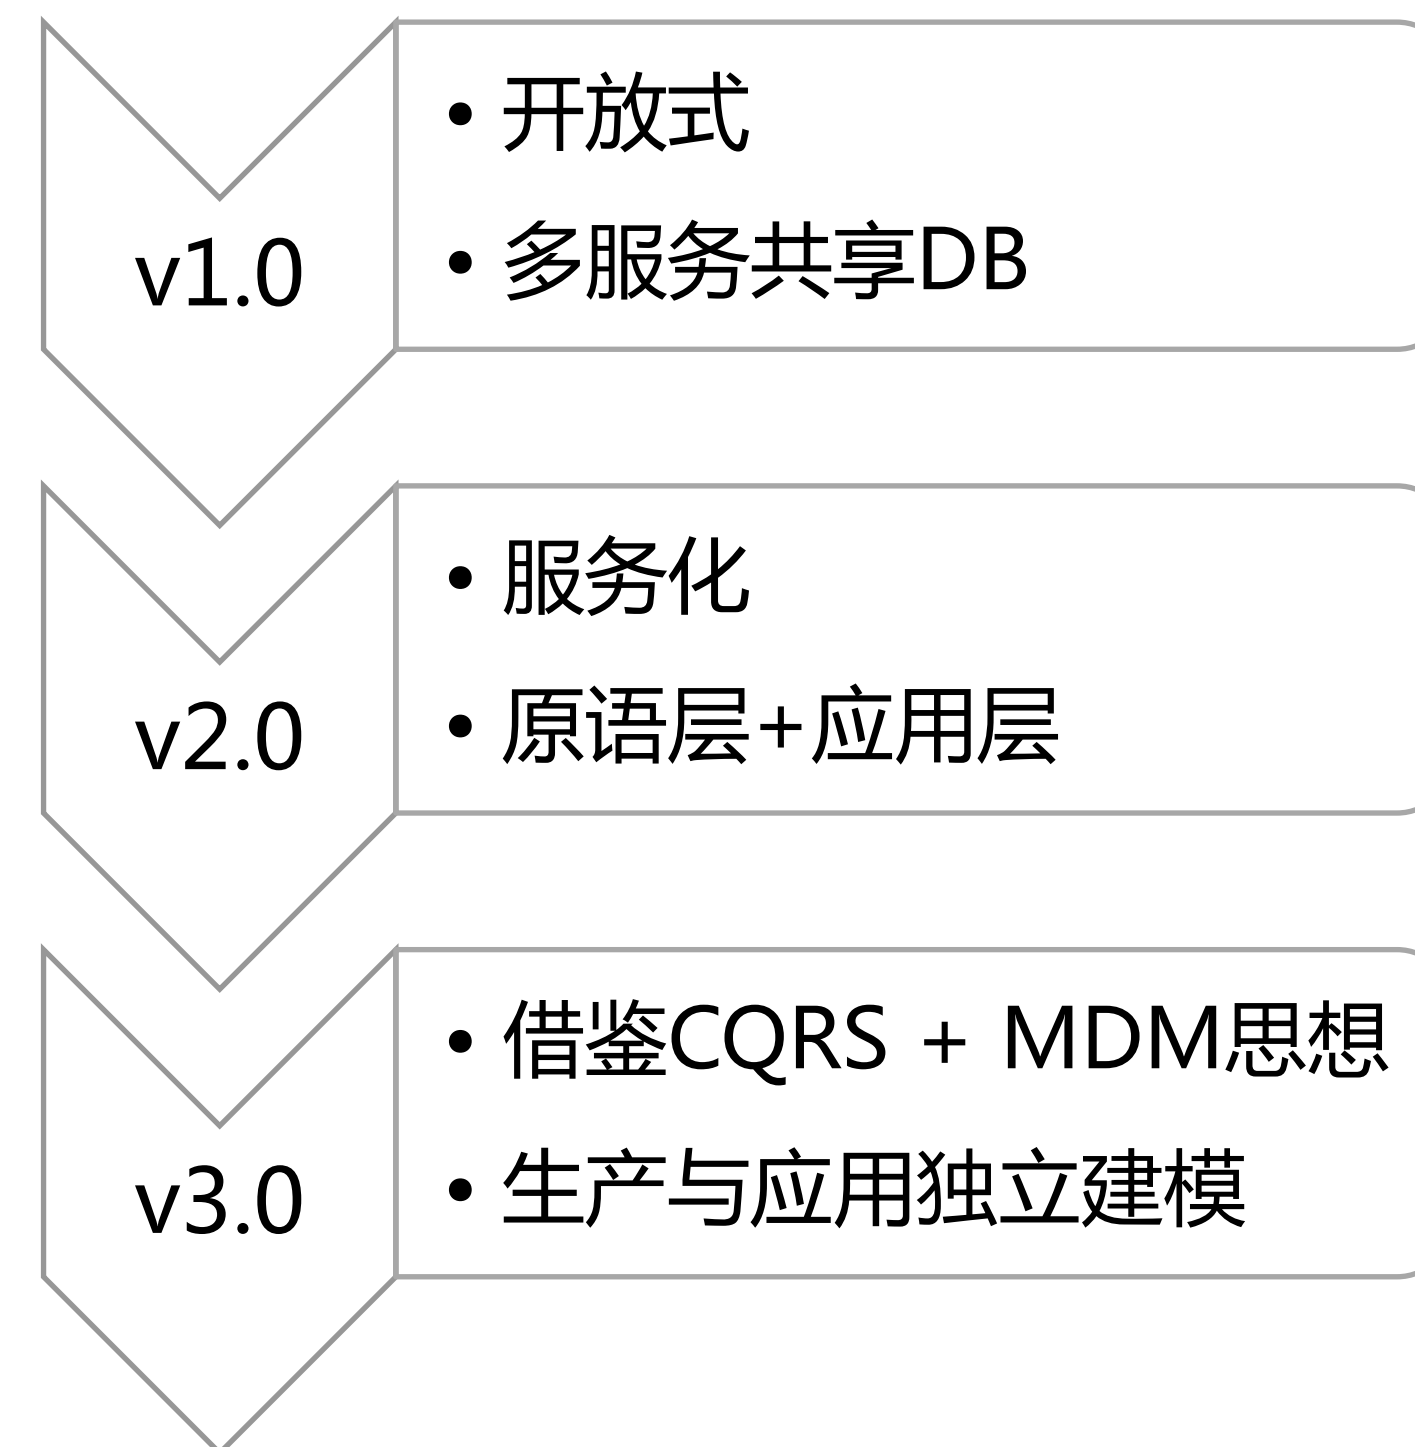 v1.0
• 开放式
• 多服务共享DB
v2.0
• 服务化
• 原语层+应用层
v3.0
• 借鉴CQRS + MDM思想
• 生产与应用独立建模